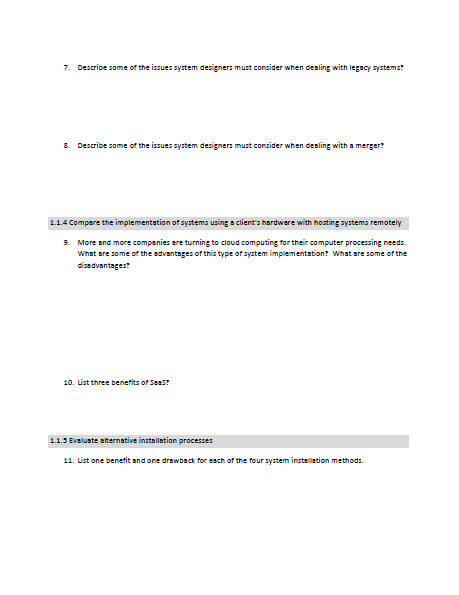 7. Describe some of the issues system designers must consider when dealing with legacy systems?
8. Describe some of the issues system designers must consider when dealing with a merger?
1.1.4 Compare the implementation of systems using a client's hardware with hosting systems remotely
9. More and more companies are turning to cloud computing for their computer processing needs.
What are some of the advantages of this type of system implementation? What are some of the
disadvantages?
10. List three benefits of SaaS?
1.1.5 Evaluate alternative installation processes
11. List one benefit and one drawback for each of the four system installation methods.